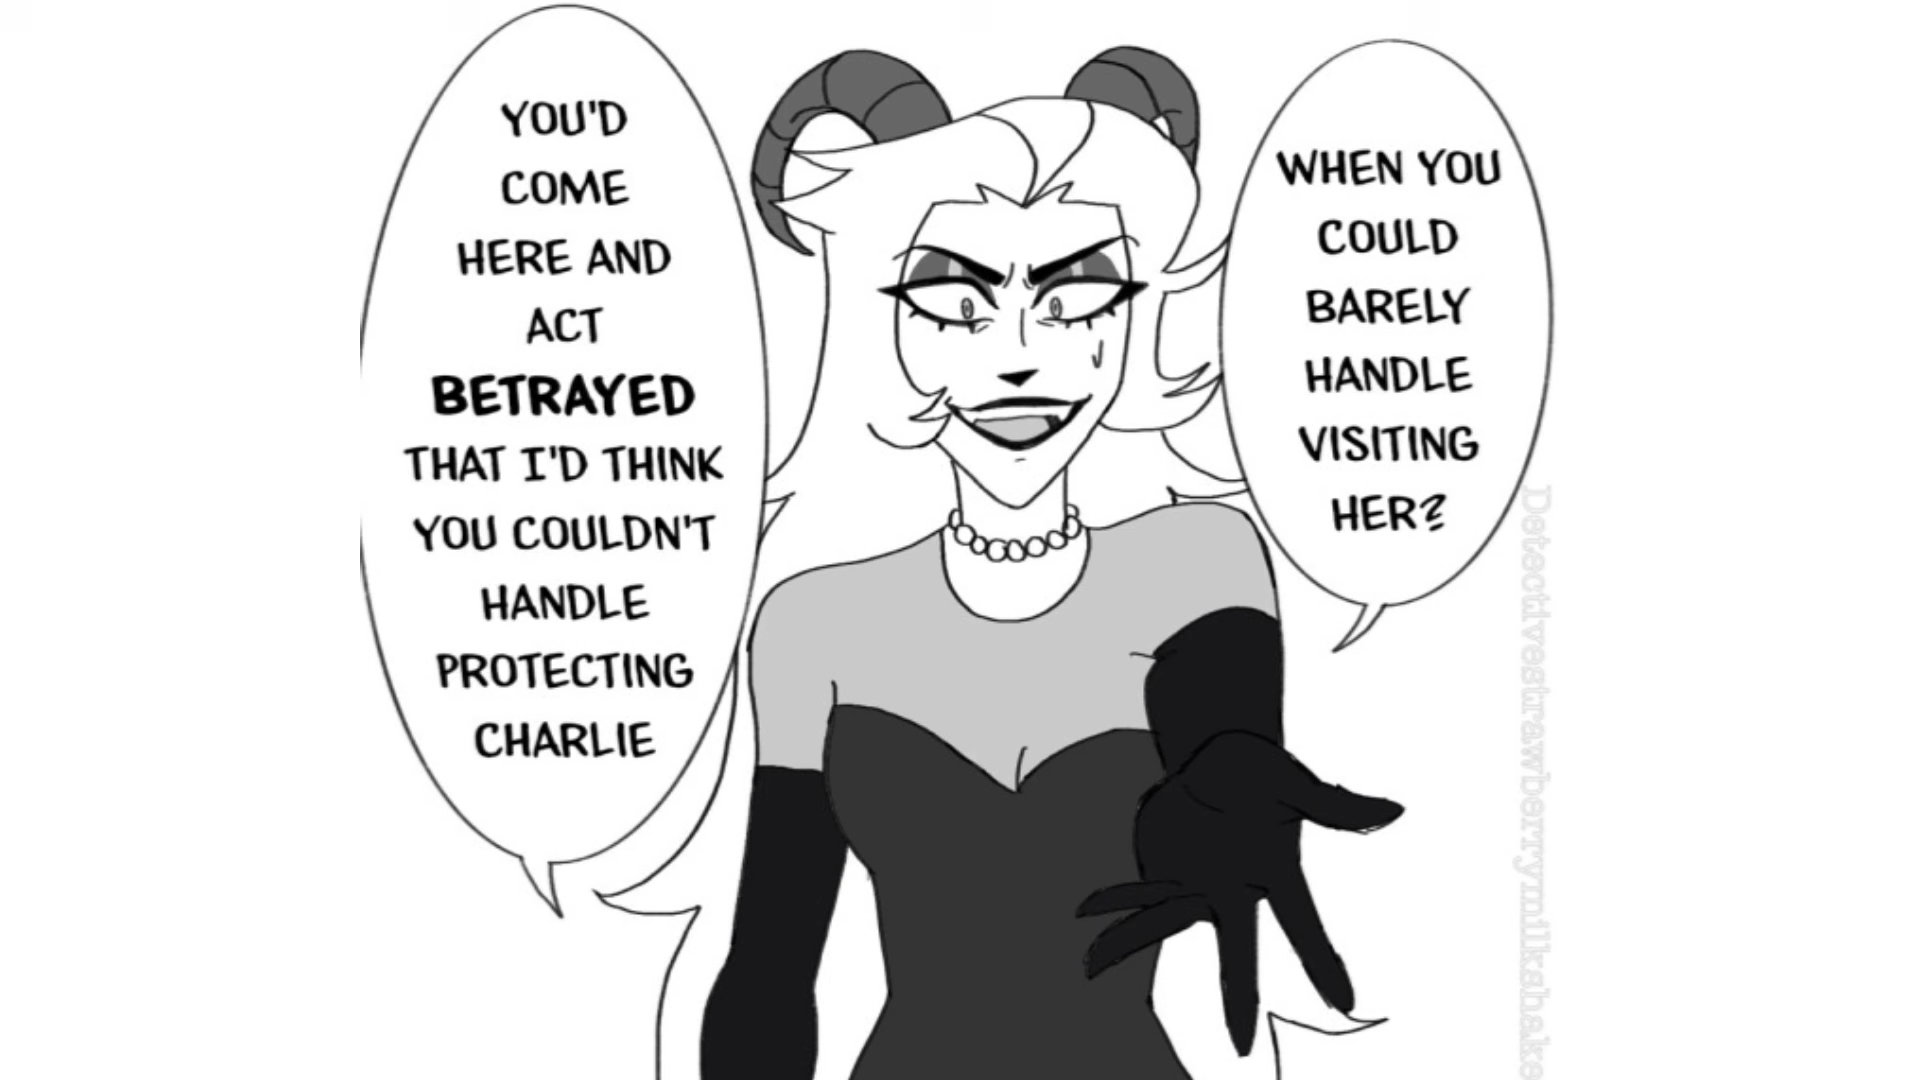 YOU'D
COME
HERE AND
ACT
BETRAYED
THAT I'D THINK
YOU COULDN'T
HANDLE
PROTECTING
CHARLIE
WHEN YOU
COULD
BARELY
HANDLE
VISITING
HER?
Detectivestrawberrymilkshake